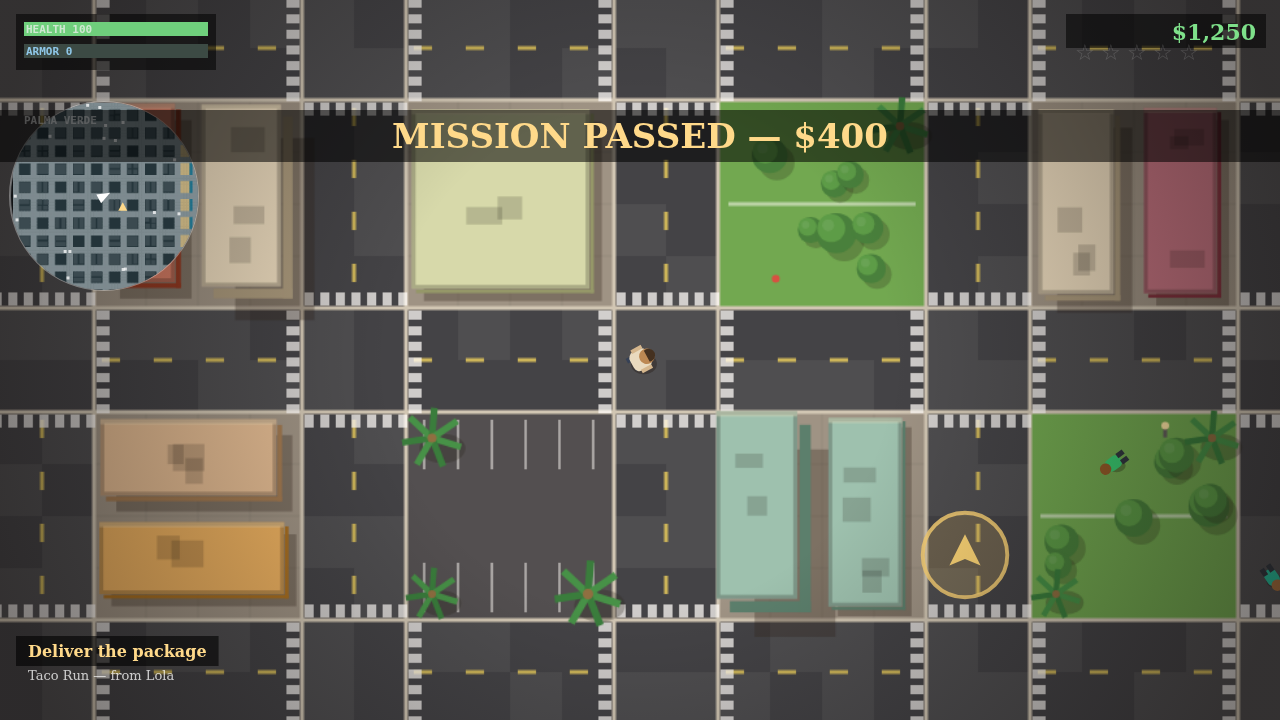 HEALTH 100
ARMOR 0
$1,250
PALMA VERDE
MISSION PASSED — $400
Deliver the package
Taco Run — from Lola